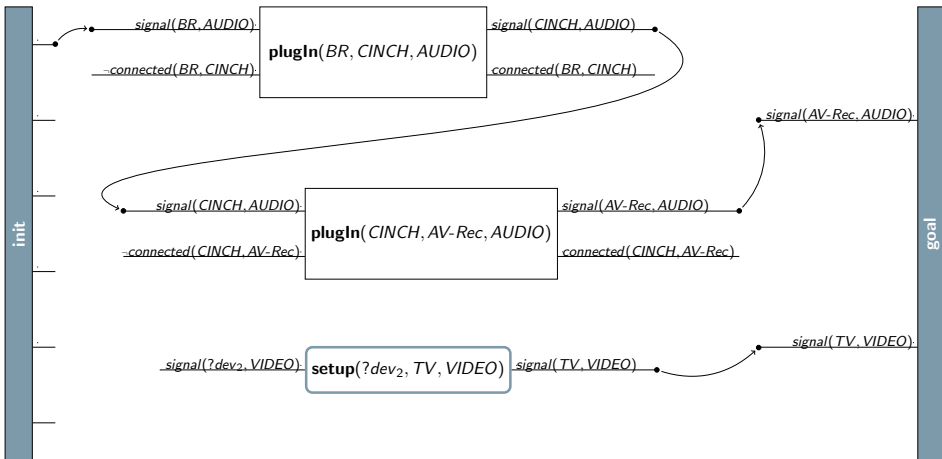 init
signal(BR, AUDIO)
¬connected(BR, CINCH)
plugIn(BR, CINCH, AUDIO)
signal(CINCH, AUDIO)
connected(BR, CINCH)
signal(AV-Rec, AUDIO)
signal(CINCH, AUDIO)
¬connected(CINCH, AV-Rec)
plugIn(CINCH, AV-Rec, AUDIO)
signal(AV-Rec, AUDIO)
connected(CINCH, AV-Rec)
signal(?dev₂, VIDEO)
setup(?dev₂, TV, VIDEO)
signal(TV, VIDEO)
signal(TV, VIDEO)
goal